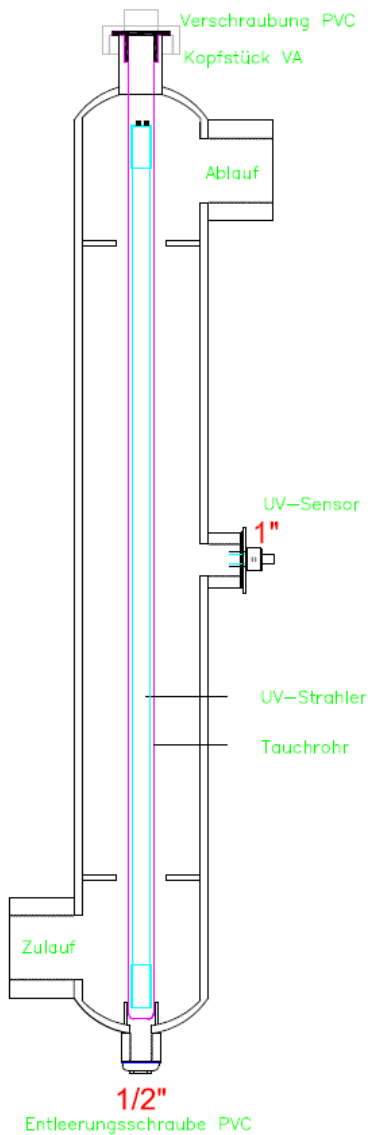 Verschraubung PVC
Kopfstück VA
Ablauf
UV-Sensor
1"
UV-Strahler
Tauchrohr
Zulauf
1/2"
Entleerungsschraube PVC